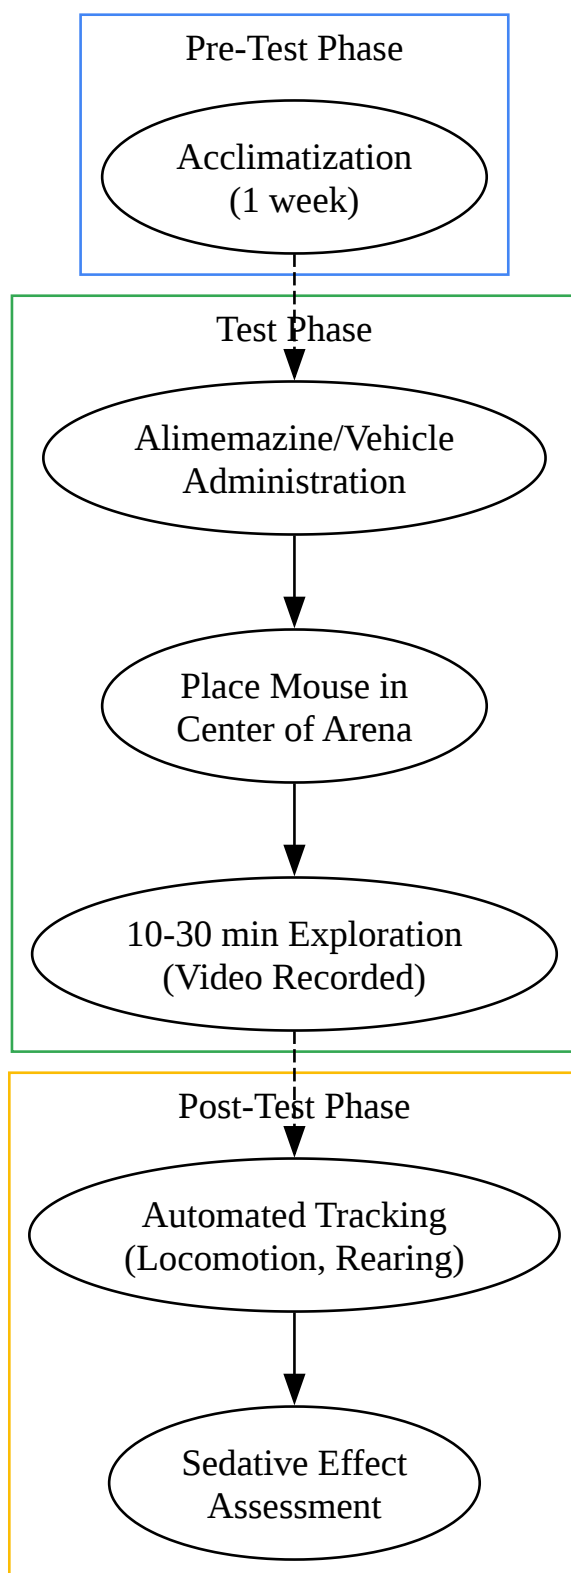 Pre-Test Phase
Acclimatization
(1 week)
Test Phase
Alimemazine/Vehicle
Administration
Place Mouse in
Center of Arena
10-30 min Exploration
(Video Recorded)
Post-Test Phase
Automated Tracking
(Locomotion, Rearing)
Sedative Effect
Assessment